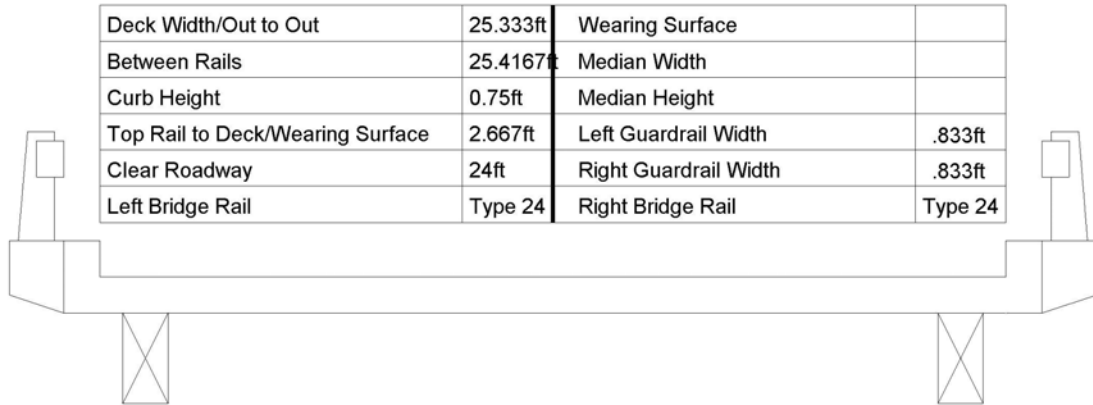 Deck Width/Out to Out 25.333ft Wearing Surface
Between Rails 25.4167ft Median Width
Curb Height 0.75ft Median Height
Top Rail to Deck/Wearing Surface 2.667ft Left Guardrail Width .833ft
Clear Roadway 24ft Right Guardrail Width .833ft
Left Bridge Rail Type 24 Right Bridge Rail Type 24